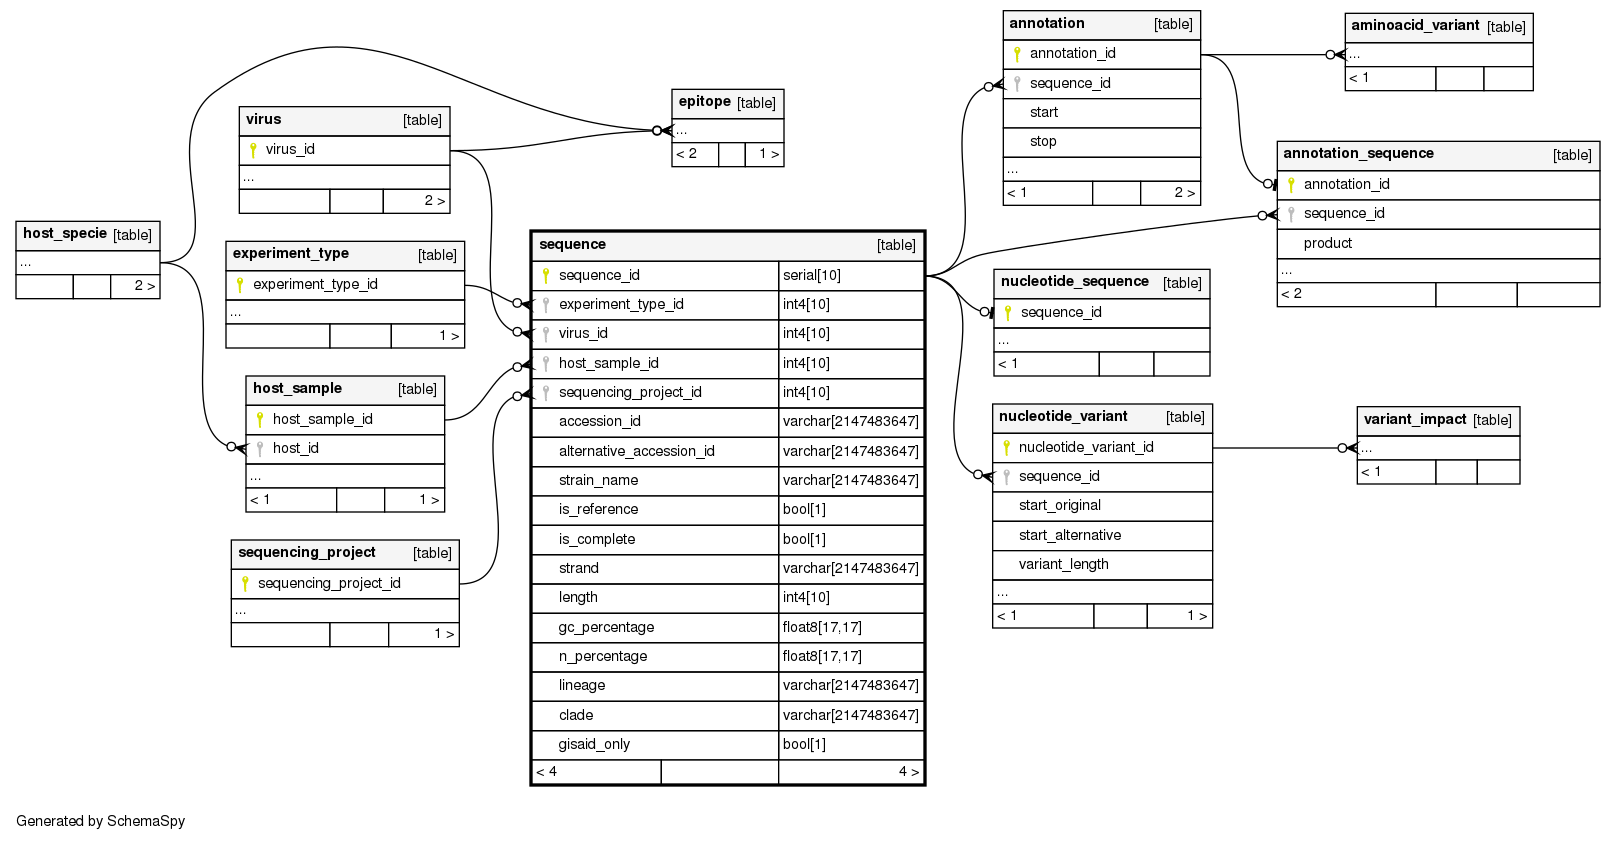 host_specie [table]
...
2 >
virus [table]
virus_id
...
2 >
experiment_type [table]
experiment_type_id
...
1 >
host_sample [table]
host_sample_id
host_id
...
< 1 1 >
sequencing_project [table]
sequencing_project_id
...
1 >
epitope [table]
...
< 2 1 >
sequence [table]
sequence_id serial[10]
experiment_type_id int4[10]
virus_id int4[10]
host_sample_id int4[10]
sequencing_project_id int4[10]
accession_id varchar[2147483647]
alternative_accession_id varchar[2147483647]
strain_name varchar[2147483647]
is_reference bool[1]
is_complete bool[1]
strand varchar[2147483647]
length int4[10]
gc_percentage float8[17,17]
n_percentage float8[17,17]
lineage varchar[2147483647]
clade varchar[2147483647]
gisaid_only bool[1]
< 4 4 >
annotation [table]
annotation_id
sequence_id
start
stop
...
< 1 2 >
nucleotide_sequence [table]
sequence_id
...
< 1
nucleotide_variant [table]
nucleotide_variant_id
sequence_id
start_original
start_alternative
variant_length
...
< 1 1 >
aminoacid_variant [table]
...
< 1
annotation_sequence [table]
annotation_id
sequence_id
product
...
< 2
variant_impact [table]
...
< 1
Generated by SchemaSpy